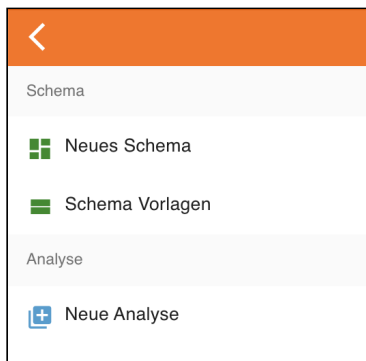 Schema
Neues Schema
Schema Vorlagen
Analyse
Neue Analyse